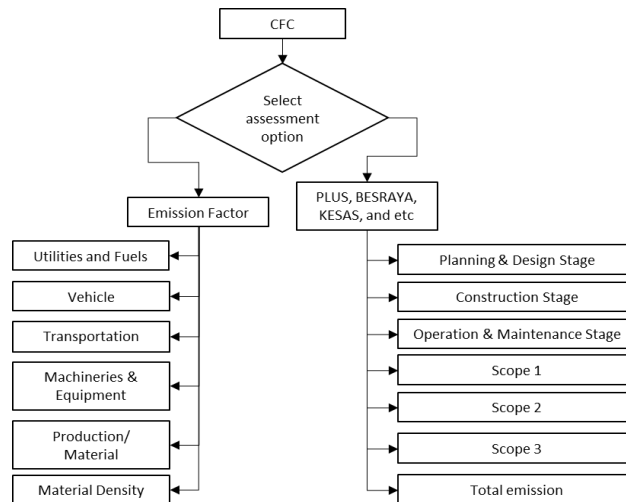 CFC
Select
assessment
option
Emission Factor
PLUS, BESRAYA,
KESAS, and etc
Utilities and Fuels
Vehicle
Transportation
Machineries &
Equipment
Production/
Material
Material Density
Planning & Design Stage
Construction Stage
Operation & Maintenance Stage
Scope 1
Scope 2
Scope 3
Total emission